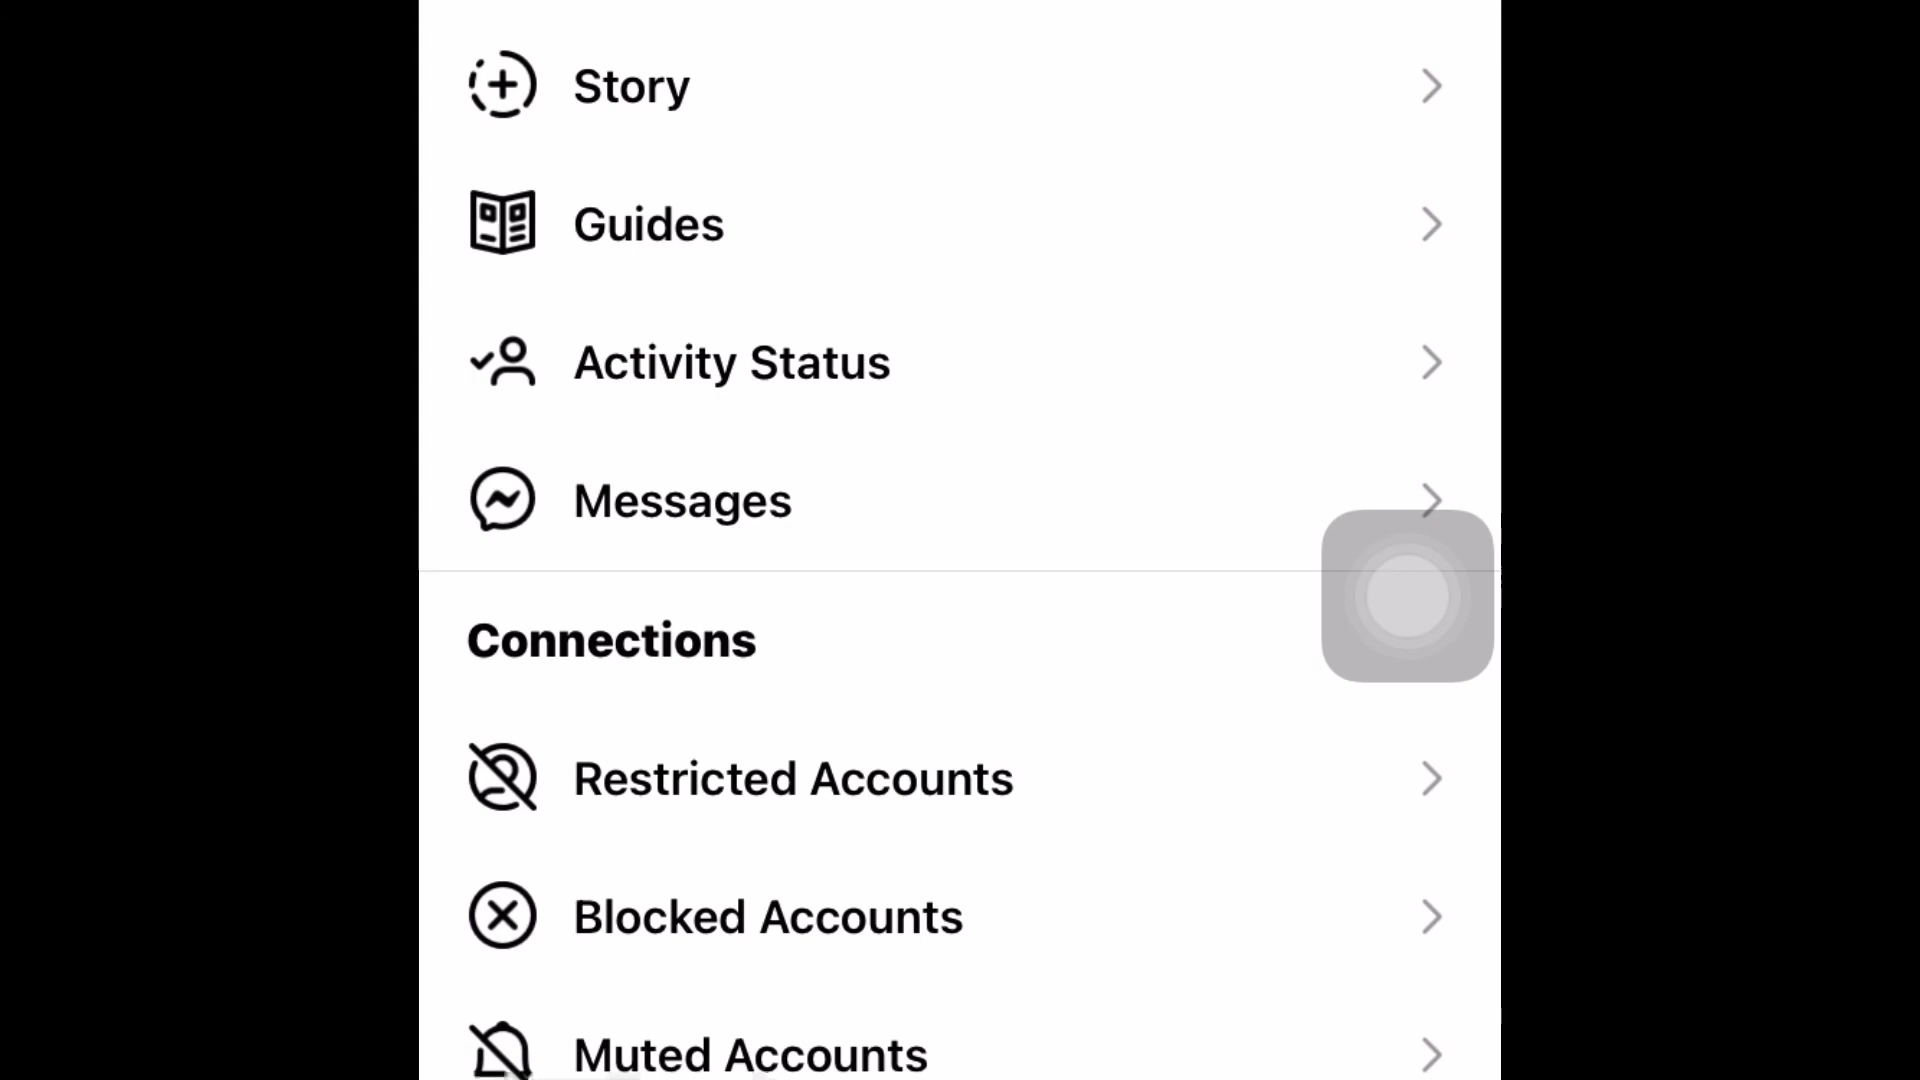 Story
Guides
Activity Status
Messages
Connections
Restricted Accounts
Blocked Accounts
Muted Accounts